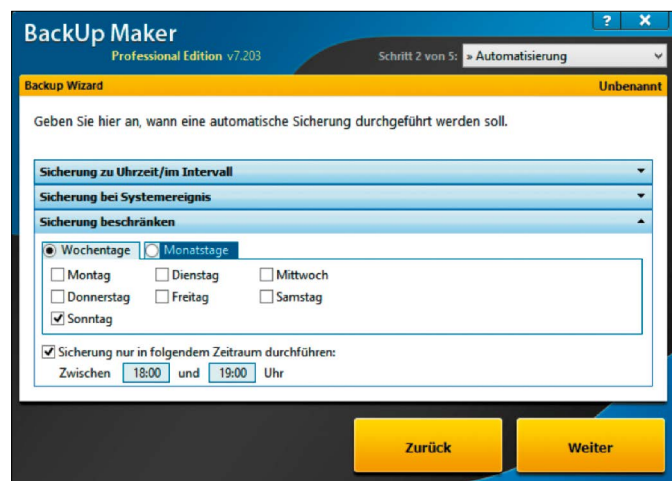 ? X
BackUp Maker
Professional Edition v7.203
Schritt 2 von 5: » Automatisierung
Backup Wizard Unbenannt
Geben Sie hier an, wann eine automatische Sicherung durchgeführt werden soll.
Sicherung zu Uhrzeit/im Intervall
Sicherung bei Systemereignis
Sicherung beschränken
Wochentage Monatstage
Montag Dienstag Mittwoch
Donnerstag Freitag Samstag
Sonntag
Sicherung nur in folgendem Zeitraum durchführen:
Zwischen 18:00 und 19:00 Uhr
Zurück Weiter